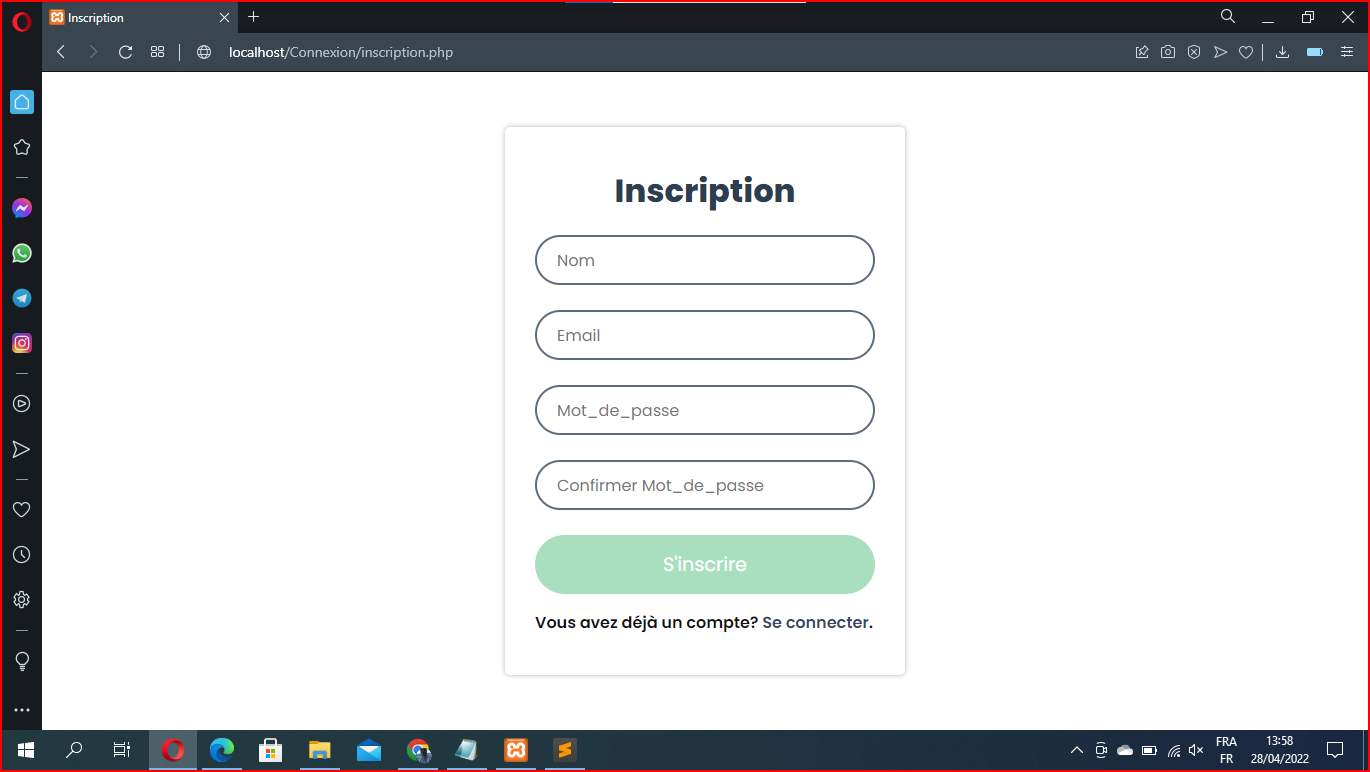 Inscription
localhost/Connexion/inscription.php
Inscription
Nom
Email
Mot_de_passe
Confirmer Mot_de_passe
S'inscrire
Vous avez déjà un compte? Se connecter.
FRA
FR
13:58
28/04/2022